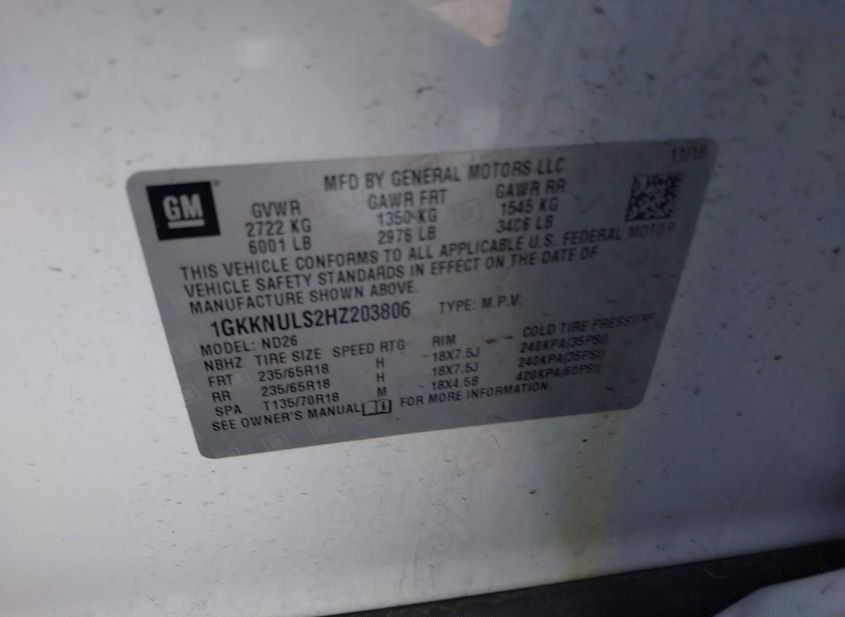 11/16
MFD BY GENERAL MOTORS LLC
GM
GVWR GAWR FRT GAWR RR
2722 KG 1350 KG 1545 KG
6001 LB 2976 LB 3406 LB
THIS VEHICLE CONFORMS TO ALL APPLICABLE U.S. FEDERAL MOTOR
VEHICLE SAFETY STANDARDS IN EFFECT ON THE DATE OF
MANUFACTURE SHOWN ABOVE.
1GKKNULS2HZ203806 TYPE: M.P.V.
MODEL: ND26
NBHZ TIRE SIZE SPEED RTG RIM COLD TIRE PRESSURE
FRT 235/65R18 H 18X7.5J 240KPA(35PSI)
RR 235/65R18 H 18X7.5J 240KPA(35PSI)
SPA T135/70R18 M 18X4.5B 420KPA(60PSI)
SEE OWNER'S MANUAL FOR MORE INFORMATION.